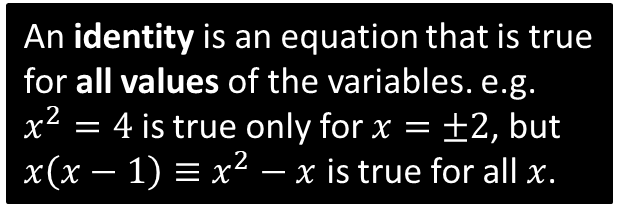 An identity is an equation that is true
for all values of the variables. e.g.
x² = 4 is true only for x = ±2, but
x(x − 1) ≡ x² − x is true for all x.